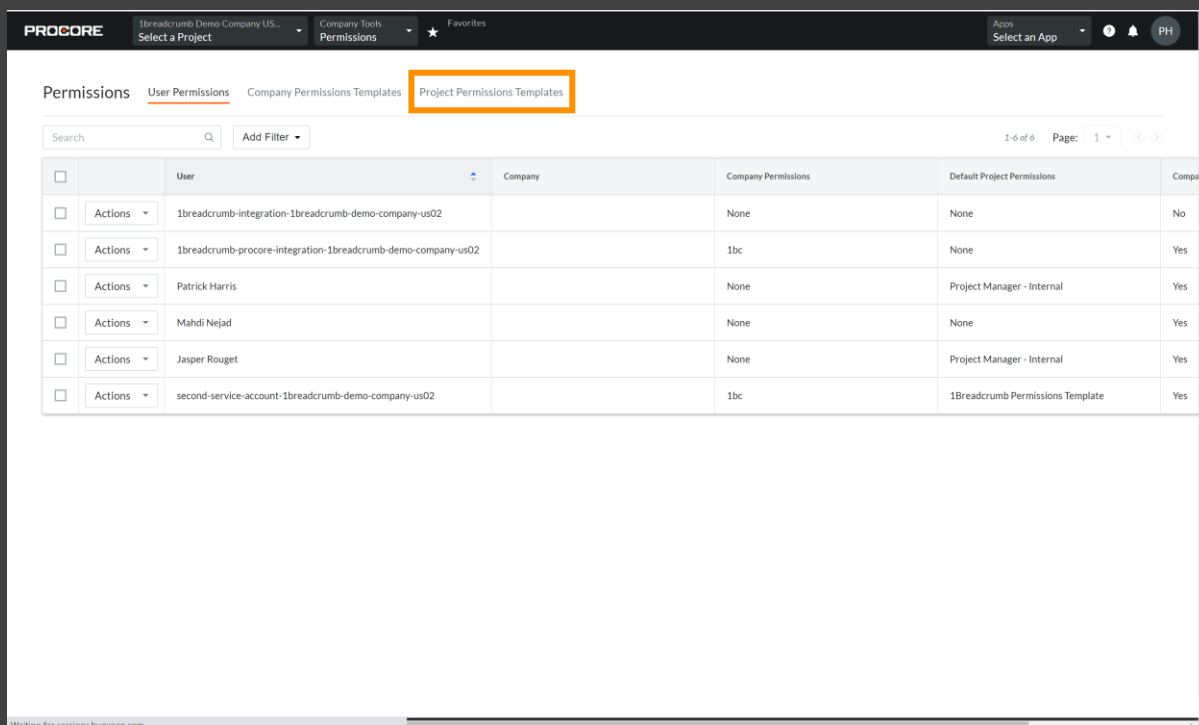 PROCORE
1breadcrumb Demo Company US...
Select a Project
Company Tools
Permissions
Favorites
Apps
Select an App
?
PH
Permissions
User Permissions
Company Permissions Templates
Project Permissions Templates
Search
Add Filter
1-6 of 6
Page:
1
User
Company
Company Permissions
Default Project Permissions
Compa
Actions
1breadcrumb-integration-1breadcrumb-demo-company-us02
None
None
No
Actions
1breadcrumb-procore-integration-1breadcrumb-demo-company-us02
1bc
None
Yes
Actions
Patrick Harris
None
Project Manager - Internal
Yes
Actions
Mahdi Nejad
None
None
Yes
Actions
Jasper Rouget
None
Project Manager - Internal
Yes
Actions
second-service-account-1breadcrumb-demo-company-us02
1bc
1Breadcrumb Permissions Template
Yes